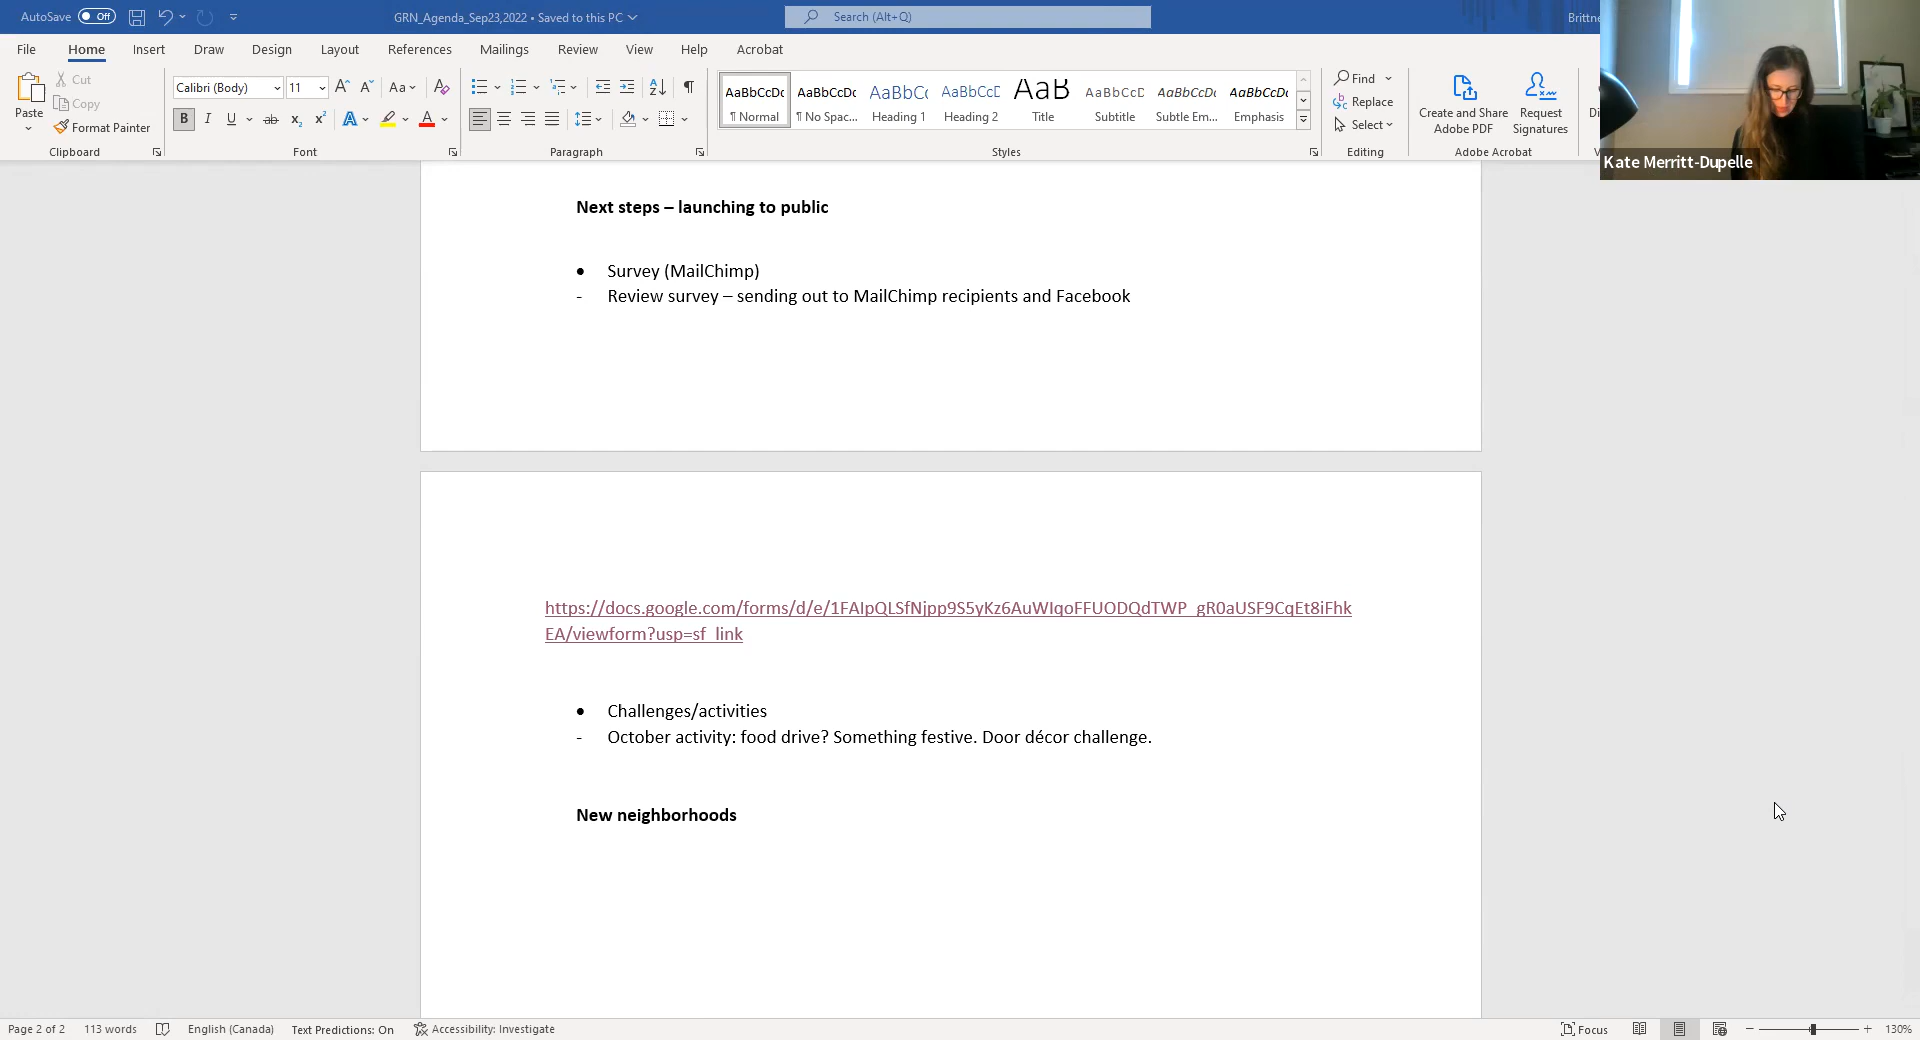 AutoSave Off
GRN_Agenda_Sep23,2022 • Saved to this PC
Search (Alt+Q)
File Home Insert Draw Design Layout References Mailings Review View Help Acrobat
Paste
Cut
Copy
Format Painter
Clipboard
Calibri (Body) 11
Font
Paragraph
AaBbCcDc AaBbCcDc AaBbC AaBbCcD AaB AaBbCcD AaBbCcDc AaBbCcDc
¶ Normal ¶ No Spac... Heading 1 Heading 2 Title Subtitle Subtle Em... Emphasis
Styles
Find
Replace
Select
Editing
Create and Share Adobe PDF
Request Signatures
Adobe Acrobat
Kate Merritt-Dupelle
Next steps – launching to public
• Survey (MailChimp)
- Review survey – sending out to MailChimp recipients and Facebook
https://docs.google.com/forms/d/e/1FAIpQLSfNjpp9S5yKz6AuWIqoFFUODQdTWP_gR0aUSF9CqEt8iFhk
EA/viewform?usp=sf_link
• Challenges/activities
- October activity: food drive? Something festive. Door décor challenge.
New neighborhoods
Page 2 of 2 113 words English (Canada) Text Predictions: On Accessibility: Investigate Focus 130%